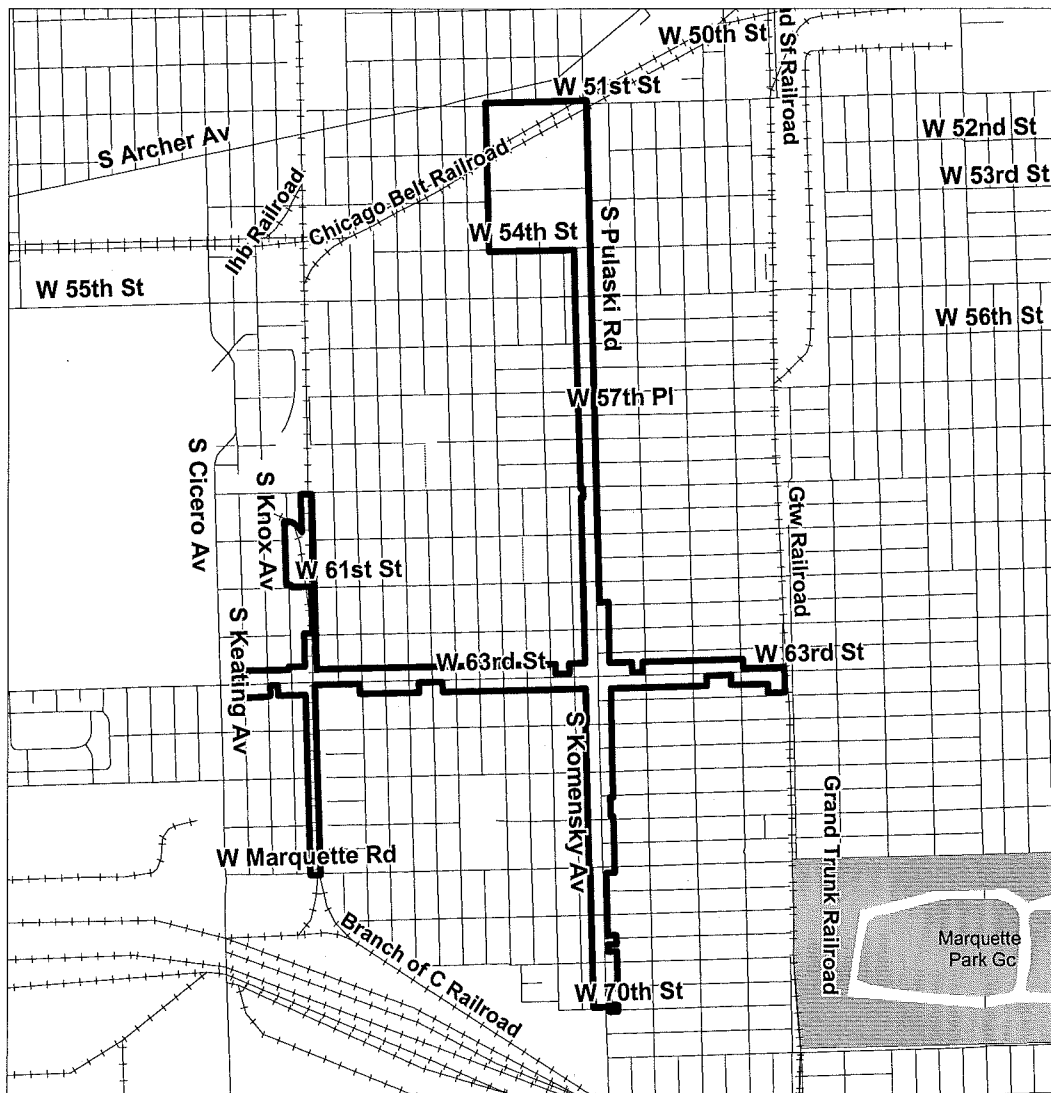 W 50th St
nd Sf Railroad
W 51st St
S Archer Av
W 52nd St
W 53rd St
Chicago Belt Railroad
Ihb Railroad
S Pulaski Rd
W 54th St
W 55th St
W 56th St
W 57th Pl
S Cicero Av
S Knox Av
Gtw Railroad
W 61st St
S Keating Av
W 63rd St
W 63rd St
S Komensky Av
Grand Trunk Railroad
W Marquette Rd
Branch of C Railroad
Marquette
Park Gc
W 70th St